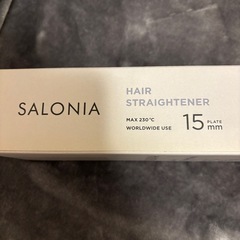 SALONIA
HAIR
STRAIGHTENER
MAX 230°C
WORLDWIDE USE
15 PLATE mm